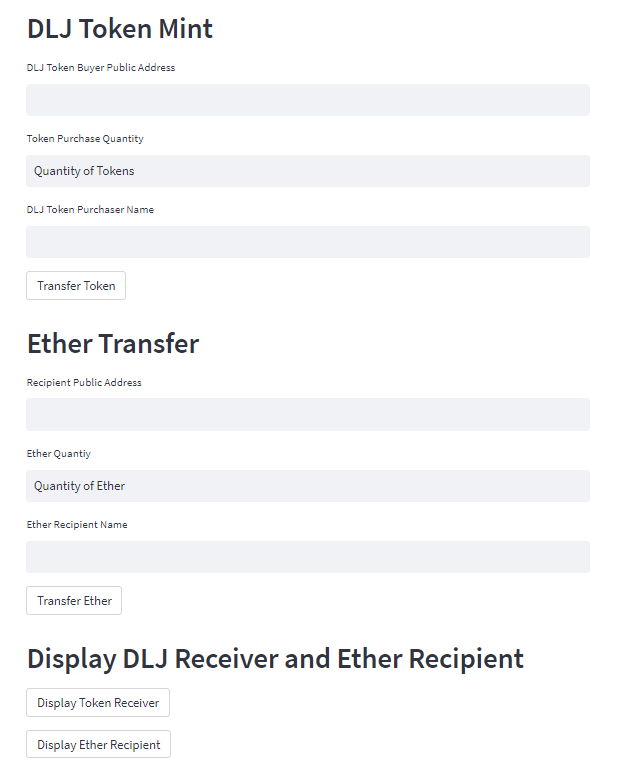 DLJ Token Mint
DLJ Token Buyer Public Address
Token Purchase Quantity
Quantity of Tokens
DLJ Token Purchaser Name
Transfer Token
Ether Transfer
Recipient Public Address
Ether Quantiy
Quantity of Ether
Ether Recipient Name
Transfer Ether
Display DLJ Receiver and Ether Recipient
Display Token Receiver
Display Ether Recipient